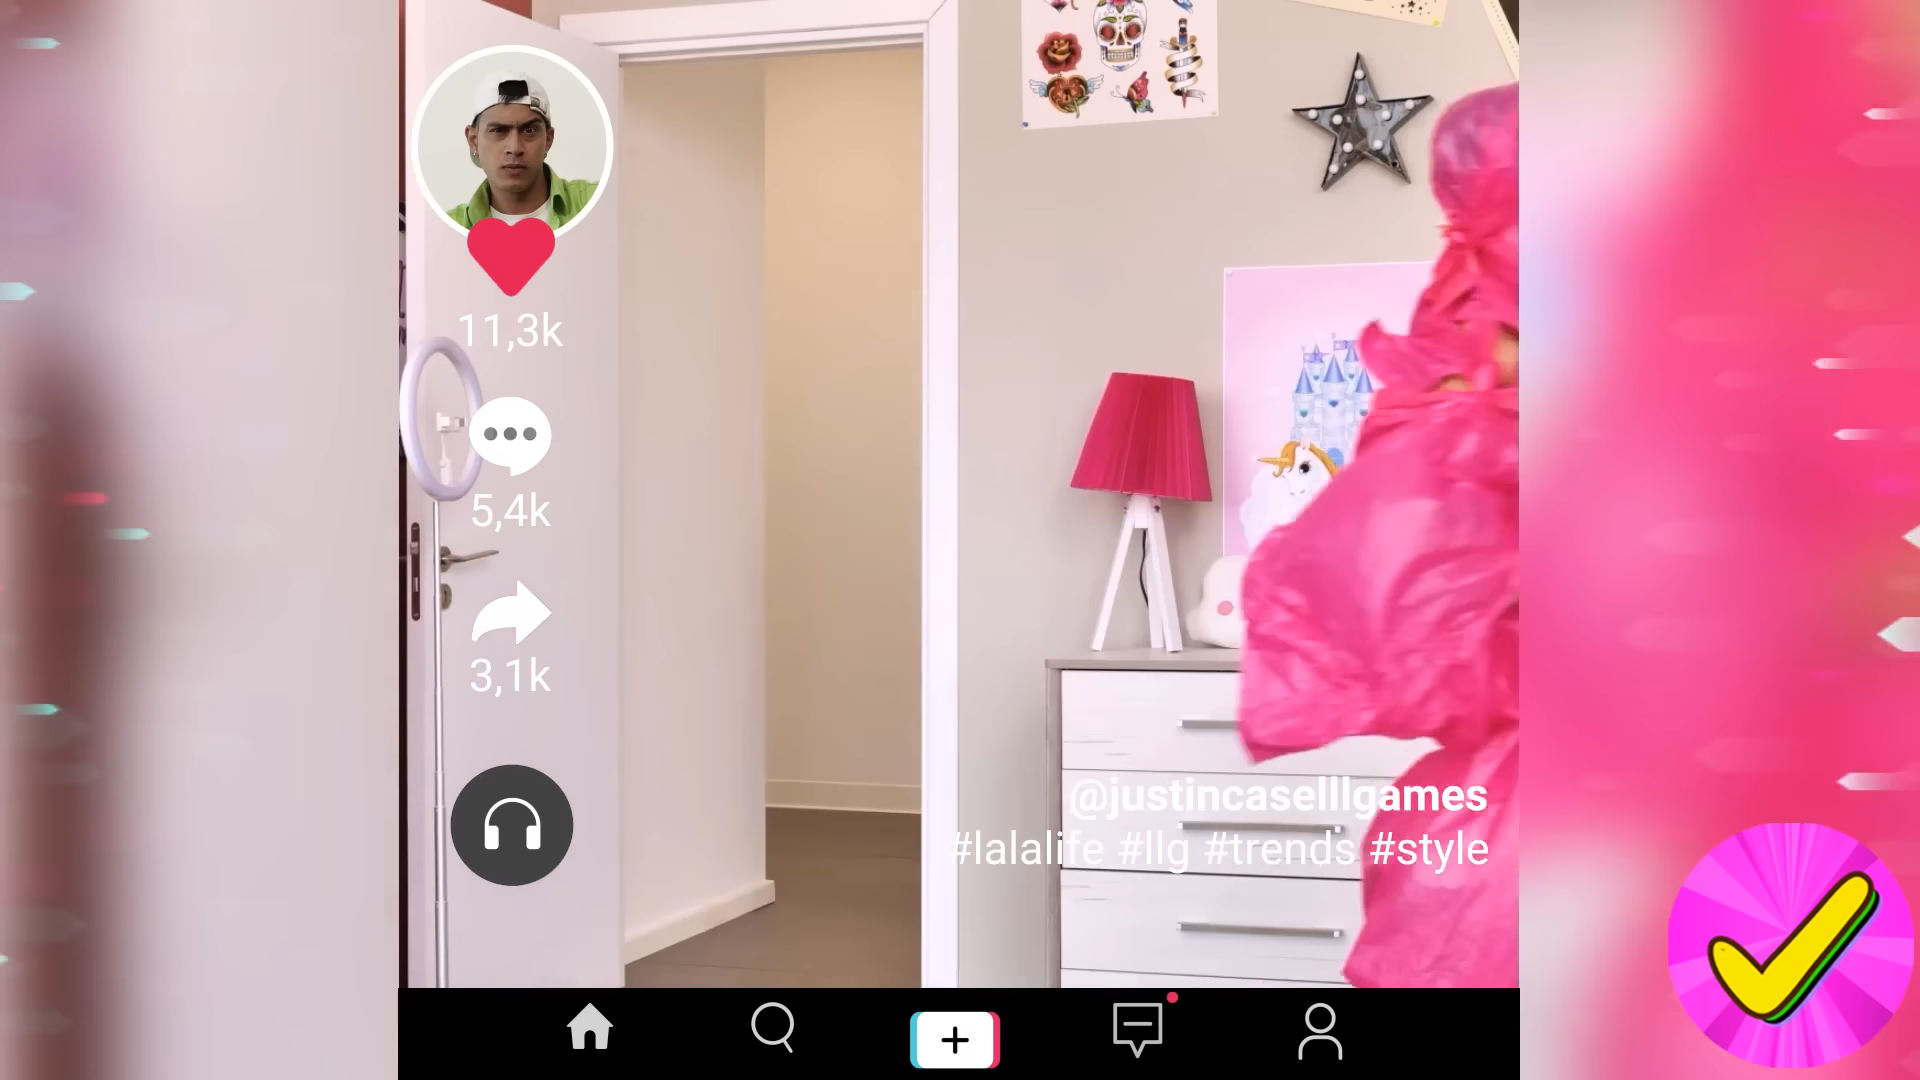 11,3k
5,4k
3,1k
@justincaselllgames
#lalalife #llg #trends #style